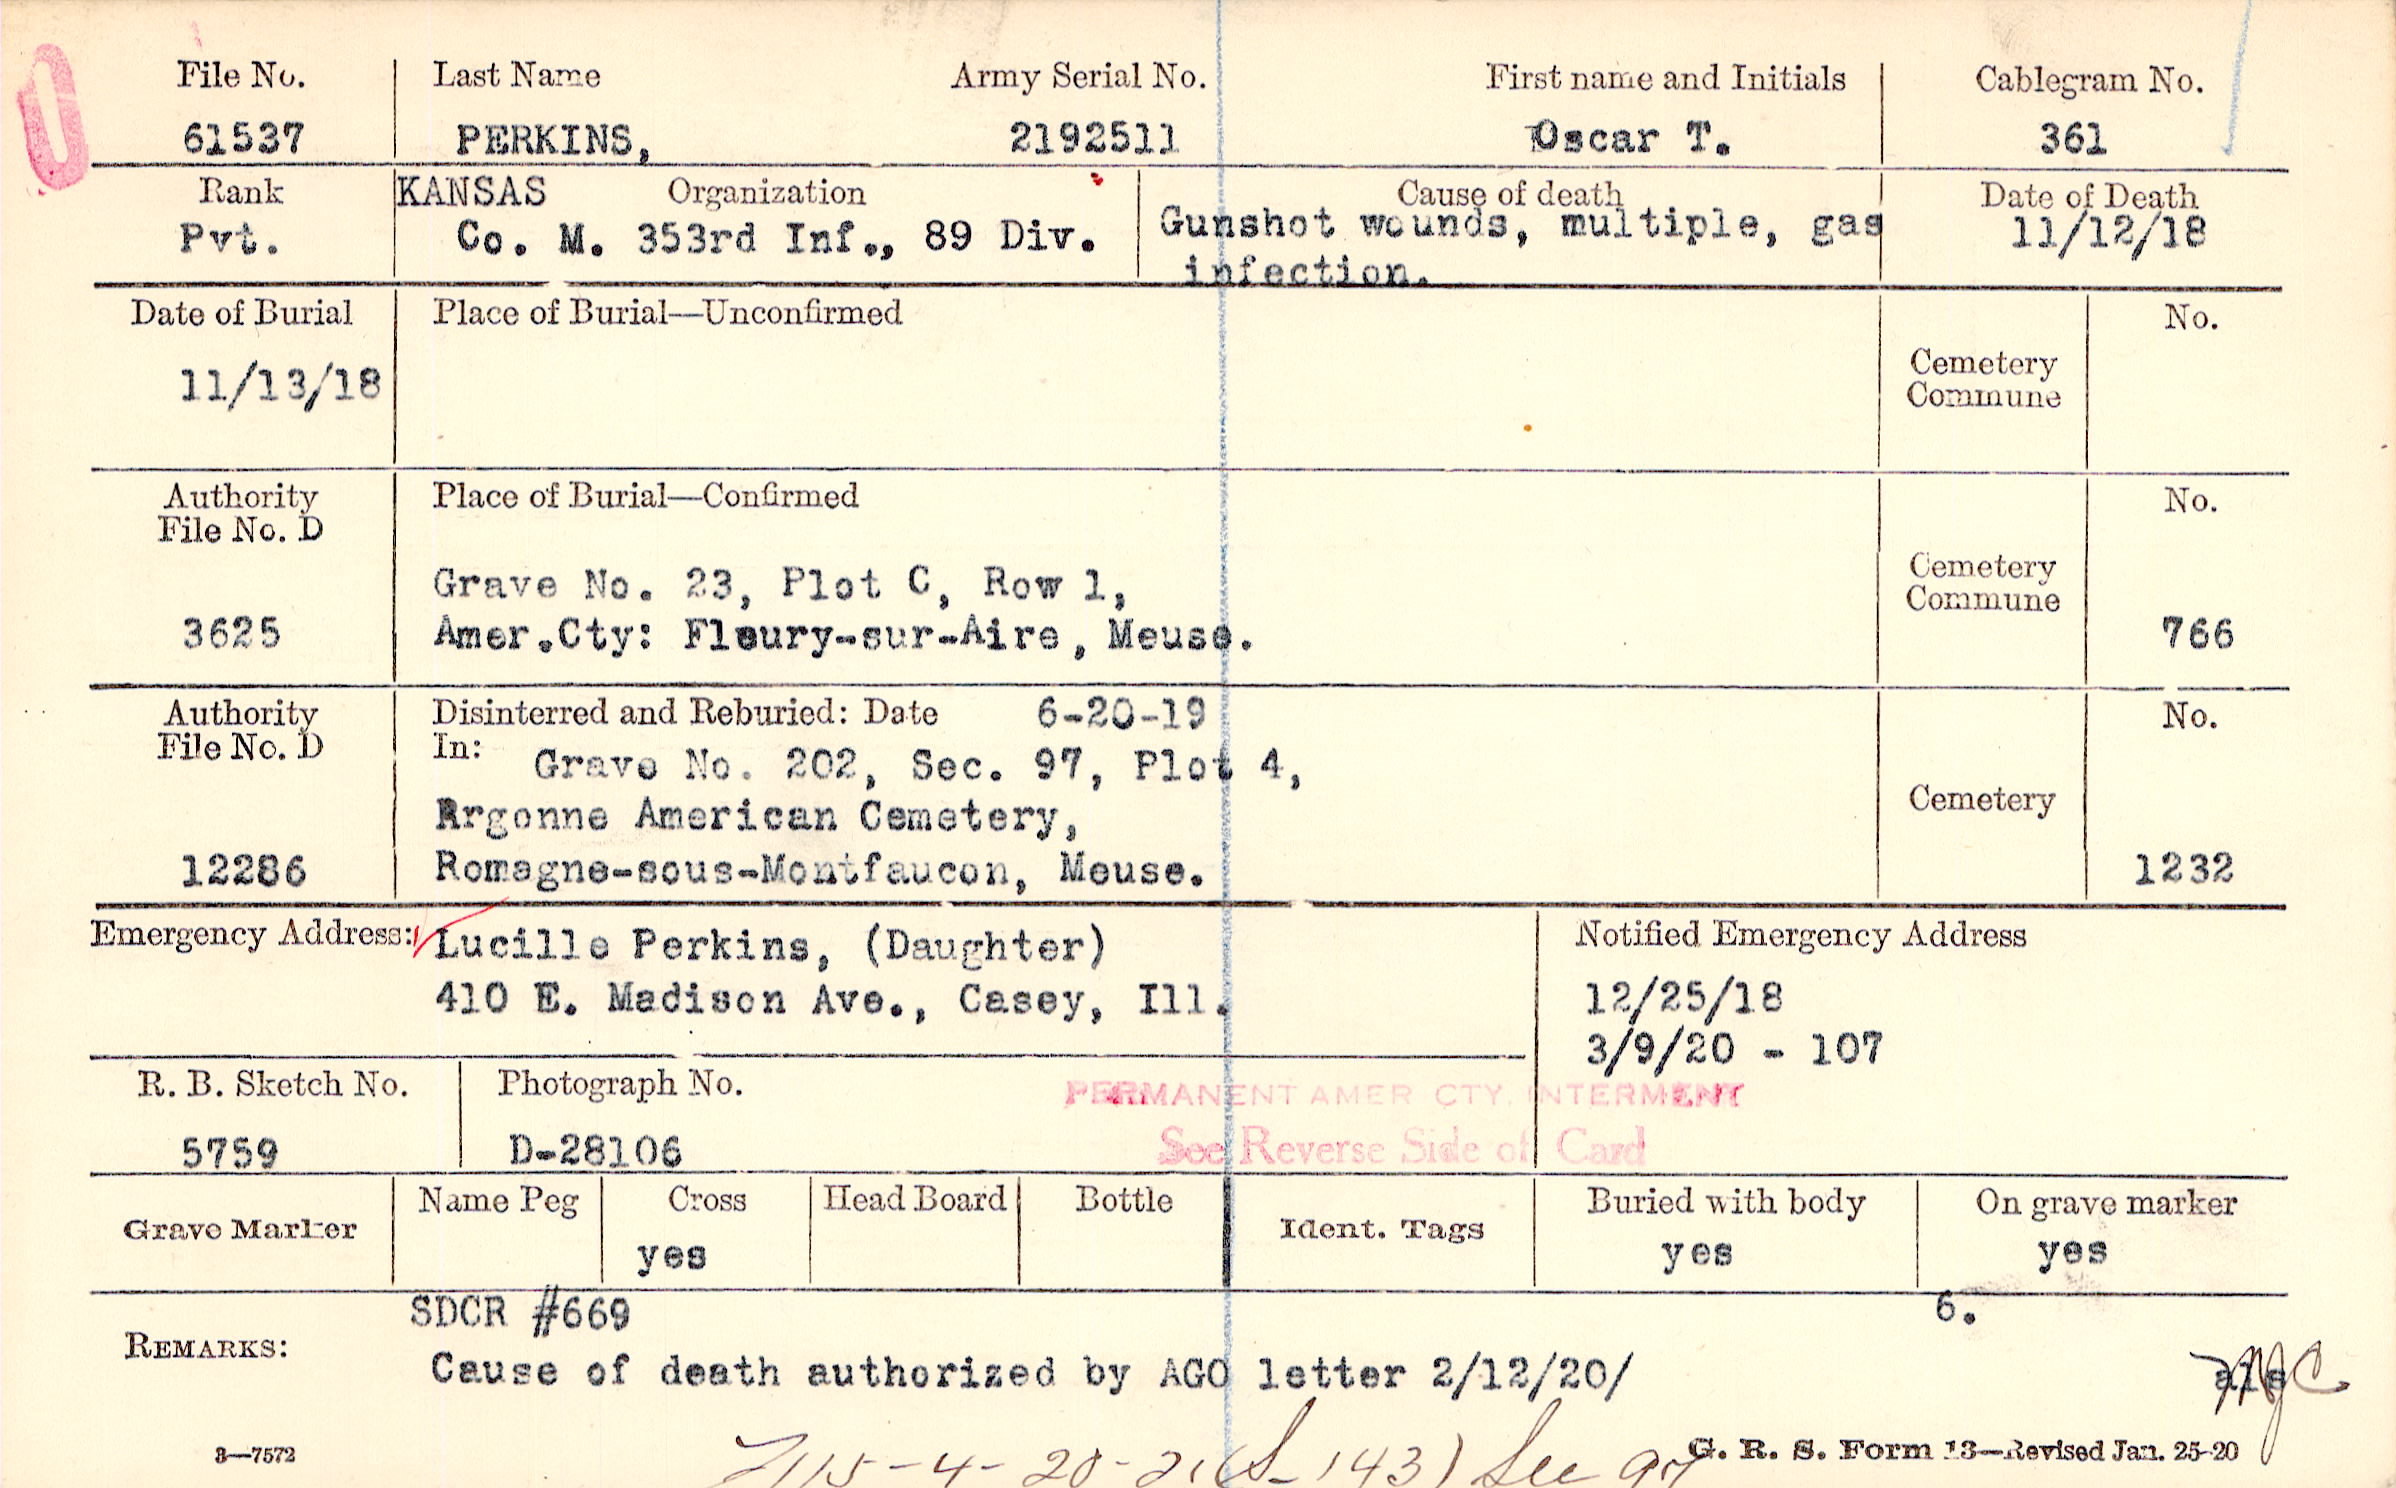 File No. Last Name Army Serial No. First name and Initials Cablegram No.
61537 PERKINS, 2192511 Oscar T. 361
Rank KANSAS Organization Cause of death Date of Death
Pvt. Co. M. 353rd Inf., 89 Div. Gunshot wounds, multiple, gas 11/12/18
infection.
Date of Burial Place of Burial—Unconfirmed No.
11/13/18 Cemetery
Commune
Authority Place of Burial—Confirmed No.
File No. D
Grave No. 23, Plot C, Row 1, Cemetery
Commune
3625 Amer.Cty: Fleury-sur-Aire, Meuse. 766
Authority Disinterred and Reburied: Date 6-20-19 No.
File No. D In: Grave No. 202, Sec. 97, Plot 4,
Argonne American Cemetery, Cemetery
12286 Romagne-sous-Montfaucon, Meuse. 1232
Emergency Address: Lucille Perkins, (Daughter) Notified Emergency Address
410 E. Madison Ave., Casey, Ill. 12/25/18
3/9/20 - 107
R. B. Sketch No. Photograph No. PERMANENT AMER CTY. INTERMENT
5759 D-28106 See Reverse Side of Card
Grave Marker Name Peg Cross Head Board Bottle Ident. Tags Buried with body On grave marker
yes yes yes
SDCR #669 6.
REMARKS: Cause of death authorized by AGO letter 2/12/20/
3—7572 G. R. S. Form 13—Revised Jan. 25-20
4-20-21 (S-143) See